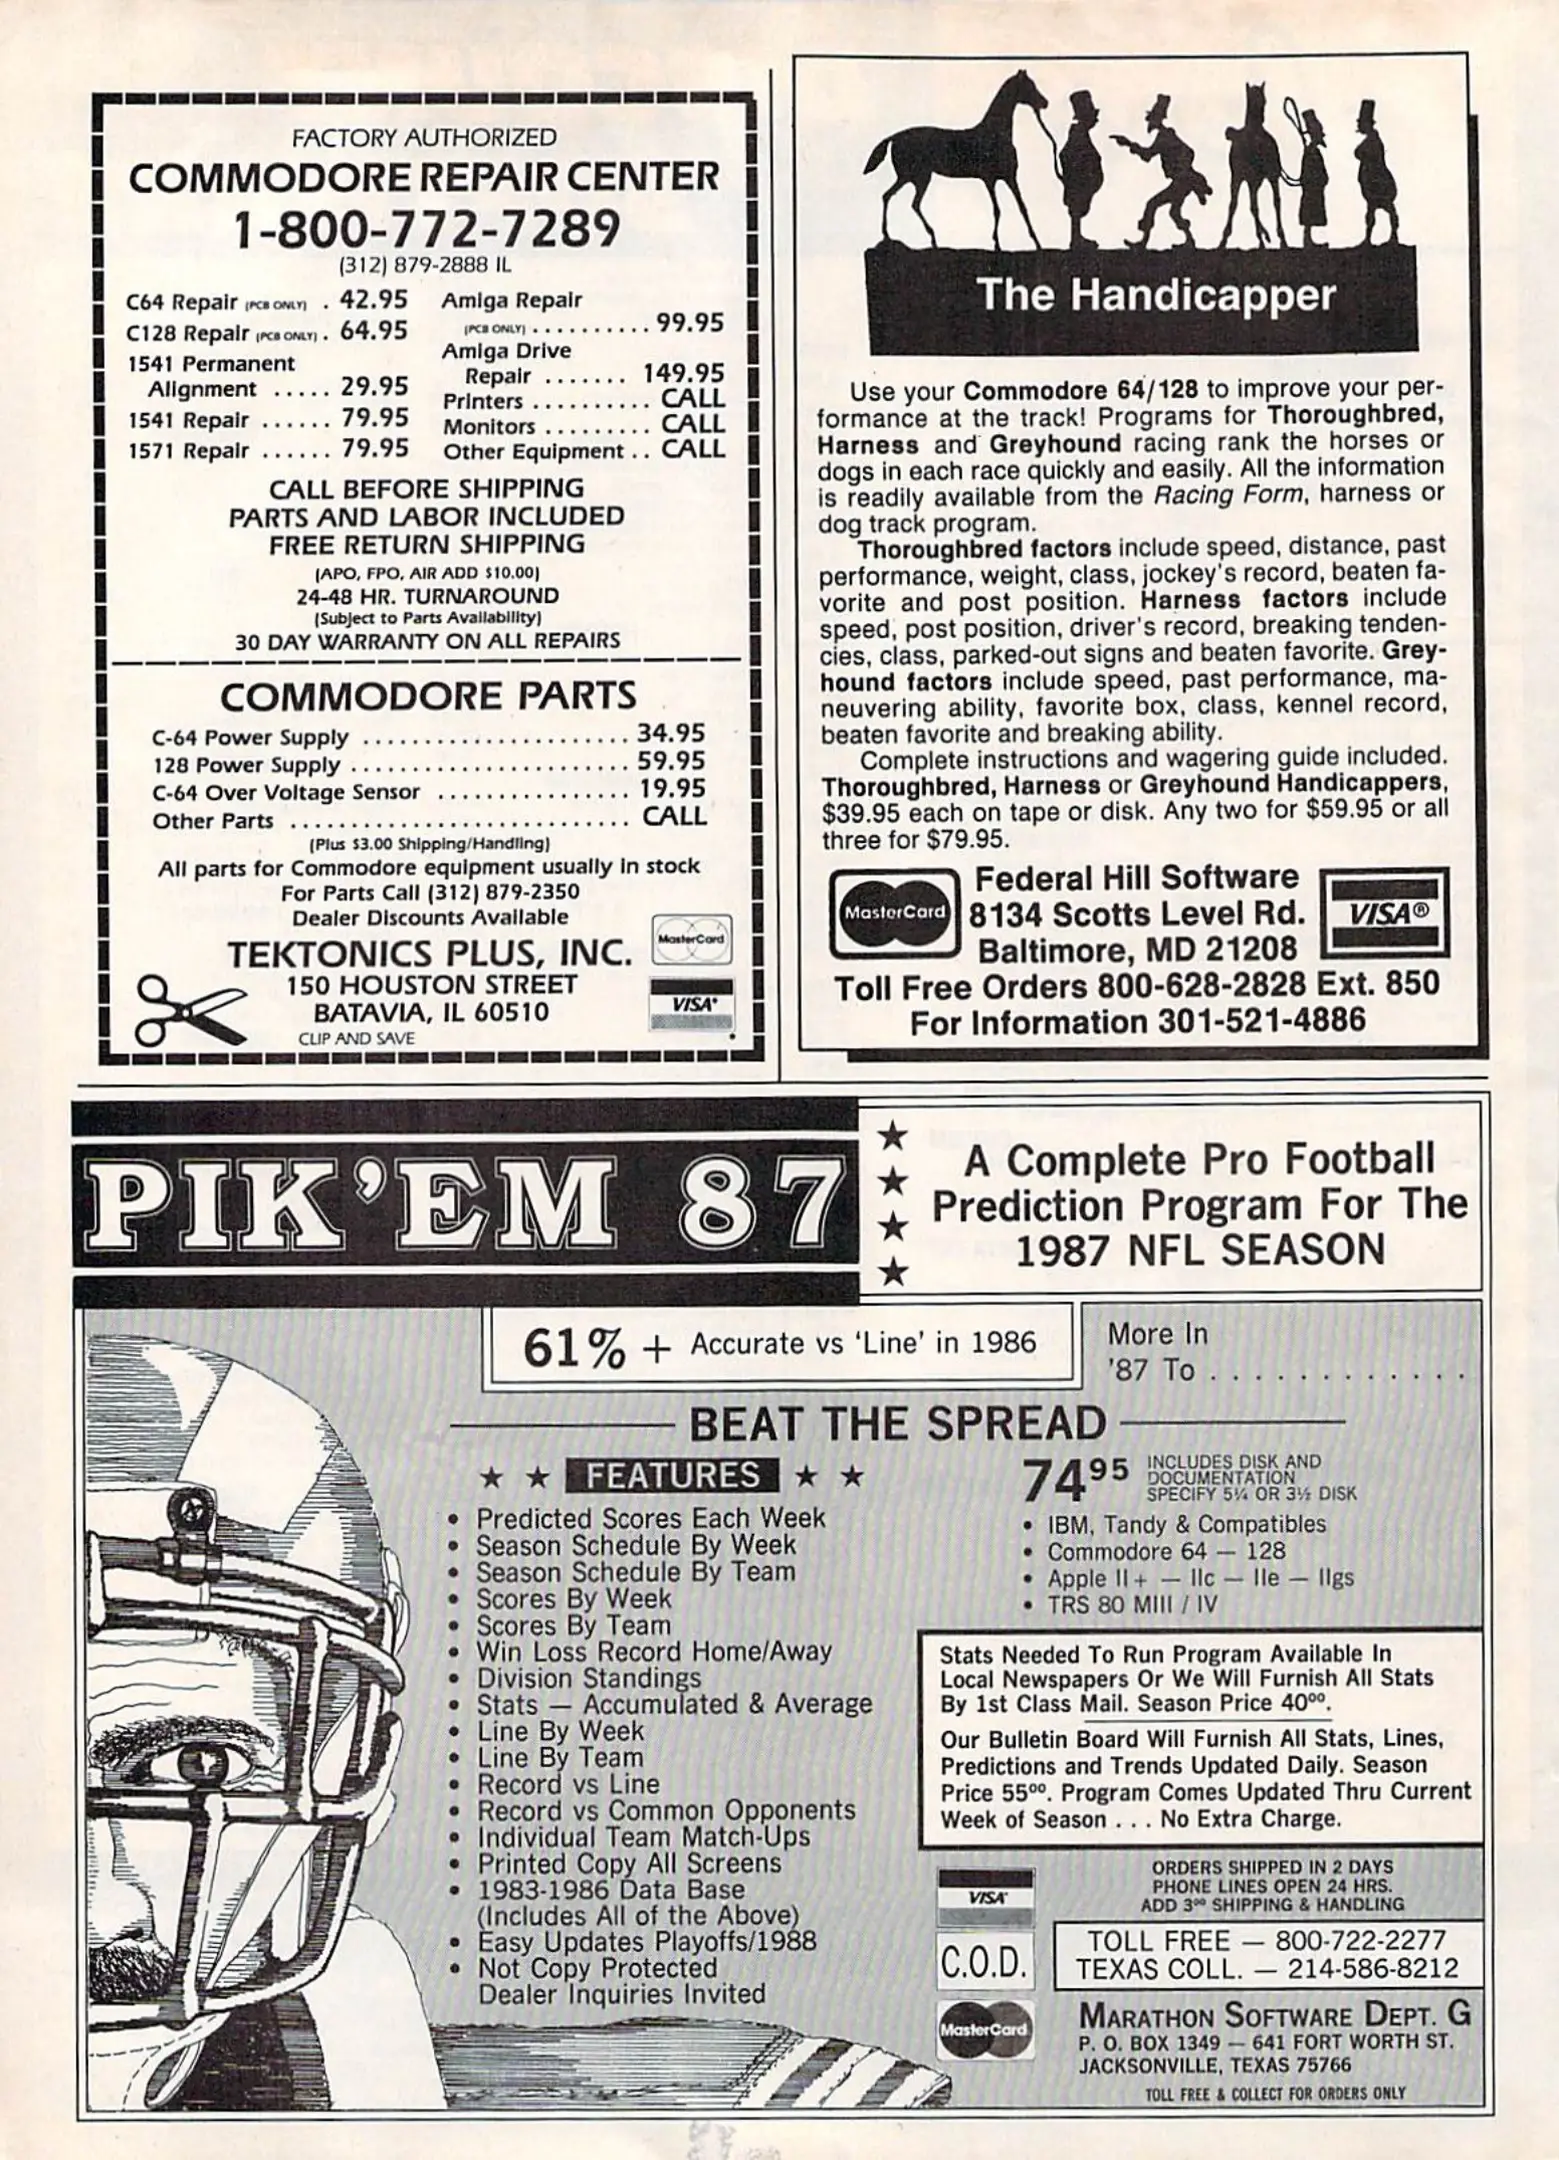 FACTORY AUTHORIZED
COMMODORE REPAIR CENTER
1-800-772-7289
(312) 879-2888 IL
C64 Repair (PCB ONLY) . 42.95
C128 Repair (PCB ONLY) . 64.95
1541 Permanent
Alignment ..... 29.95
1541 Repair ...... 79.95
1571 Repair ...... 79.95
Amiga Repair
(PCB ONLY) .......... 99.95
Amiga Drive
Repair ....... 149.95
Printers .......... CALL
Monitors ......... CALL
Other Equipment .. CALL
CALL BEFORE SHIPPING
PARTS AND LABOR INCLUDED
FREE RETURN SHIPPING
(APO, FPO, AIR ADD $10.00)
24-48 HR. TURNAROUND
(Subject to Parts Availability)
30 DAY WARRANTY ON ALL REPAIRS
COMMODORE PARTS
C-64 Power Supply ...................... 34.95
128 Power Supply ....................... 59.95
C-64 Over Voltage Sensor ................ 19.95
Other Parts ............................ CALL
(Plus $3.00 Shipping/Handling)
All parts for Commodore equipment usually in stock
For Parts Call (312) 879-2350
Dealer Discounts Available
TEKTONICS PLUS, INC.
150 HOUSTON STREET
BATAVIA, IL 60510
CLIP AND SAVE
MasterCard
VISA
The Handicapper
Use your Commodore 64/128 to improve your per-
formance at the track! Programs for Thoroughbred,
Harness and Greyhound racing rank the horses or
dogs in each race quickly and easily. All the information
is readily available from the Racing Form, harness or
dog track program.
Thoroughbred factors include speed, distance, past
performance, weight, class, jockey's record, beaten fa-
vorite and post position. Harness factors include
speed, post position, driver's record, breaking tenden-
cies, class, parked-out signs and beaten favorite. Grey-
hound factors include speed, past performance, ma-
neuvering ability, favorite box, class, kennel record,
beaten favorite and breaking ability.
Complete instructions and wagering guide included.
Thoroughbred, Harness or Greyhound Handicappers,
$39.95 each on tape or disk. Any two for $59.95 or all
three for $79.95.
MasterCard
Federal Hill Software
8134 Scotts Level Rd.
Baltimore, MD 21208
VISA®
Toll Free Orders 800-628-2828 Ext. 850
For Information 301-521-4886
PIK'EM 87
A Complete Pro Football
Prediction Program For The
1987 NFL SEASON
61% + Accurate vs 'Line' in 1986
More In
'87 To . . . . . . . . . . . .
BEAT THE SPREAD
★ ★ FEATURES ★ ★
• Predicted Scores Each Week
• Season Schedule By Week
• Season Schedule By Team
• Scores By Week
• Scores By Team
• Win Loss Record Home/Away
• Division Standings
• Stats — Accumulated & Average
• Line By Week
• Line By Team
• Record vs Line
• Record vs Common Opponents
• Individual Team Match-Ups
• Printed Copy All Screens
• 1983-1986 Data Base
(Includes All of the Above)
• Easy Updates Playoffs/1988
• Not Copy Protected
Dealer Inquiries Invited
74⁹⁵
INCLUDES DISK AND
DOCUMENTATION
SPECIFY 5¼ OR 3½ DISK
• IBM, Tandy & Compatibles
• Commodore 64 — 128
• Apple II+ — IIc — IIe — IIgs
• TRS 80 MIII / IV
Stats Needed To Run Program Available In
Local Newspapers Or We Will Furnish All Stats
By 1st Class Mail. Season Price 40⁰⁰.
Our Bulletin Board Will Furnish All Stats, Lines,
Predictions and Trends Updated Daily. Season
Price 55⁰⁰. Program Comes Updated Thru Current
Week of Season . . . No Extra Charge.
VISA
C.O.D.
MasterCard
ORDERS SHIPPED IN 2 DAYS
PHONE LINES OPEN 24 HRS.
ADD 3⁰⁰ SHIPPING & HANDLING
TOLL FREE — 800-722-2277
TEXAS COLL. — 214-586-8212
MARATHON SOFTWARE DEPT. G
P. O. BOX 1349 — 641 FORT WORTH ST.
JACKSONVILLE, TEXAS 75766
TOLL FREE & COLLECT FOR ORDERS ONLY